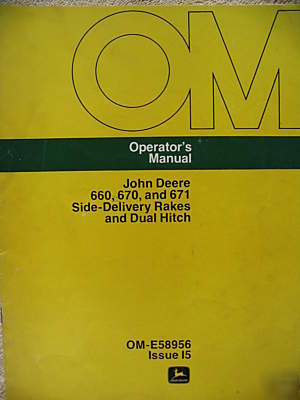 OM
Operator's
Manual
John Deere
660, 670, and 671
Side-Delivery Rakes
and Dual Hitch
OM-E58956
Issue I5